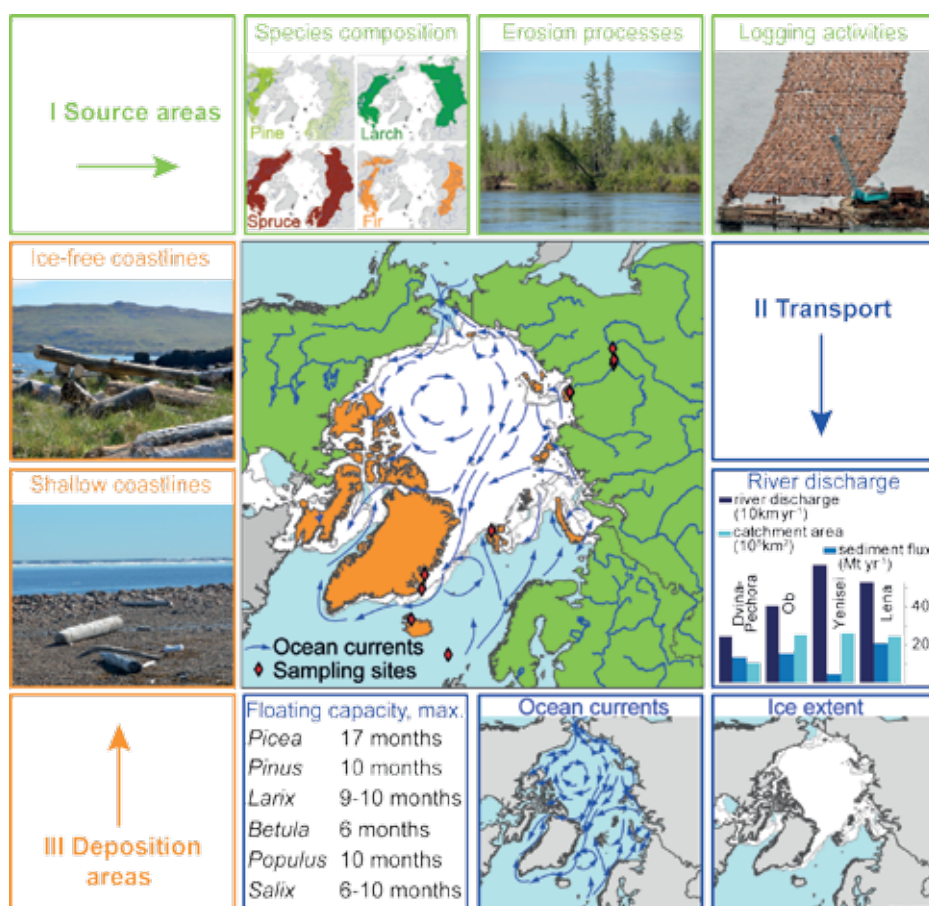 Species composition
Erosion processes
Logging activities
I Source areas
Pine
Larch
Spruce
Fir
Ice-free coastlines
II Transport
Shallow coastlines
River discharge
river discharge
(10km yr⁻¹)
catchment area
(10⁵km²)
sediment flux
(Mt yr⁻¹)
Dvina-
Pechora
Ob
Yenisei
Lena
40
20
Ocean currents
Sampling sites
III Deposition
areas
Floating capacity, max.
Picea 17 months
Pinus 10 months
Larix 9-10 months
Betula 6 months
Populus 10 months
Salix 6-10 months
Ocean currents
Ice extent